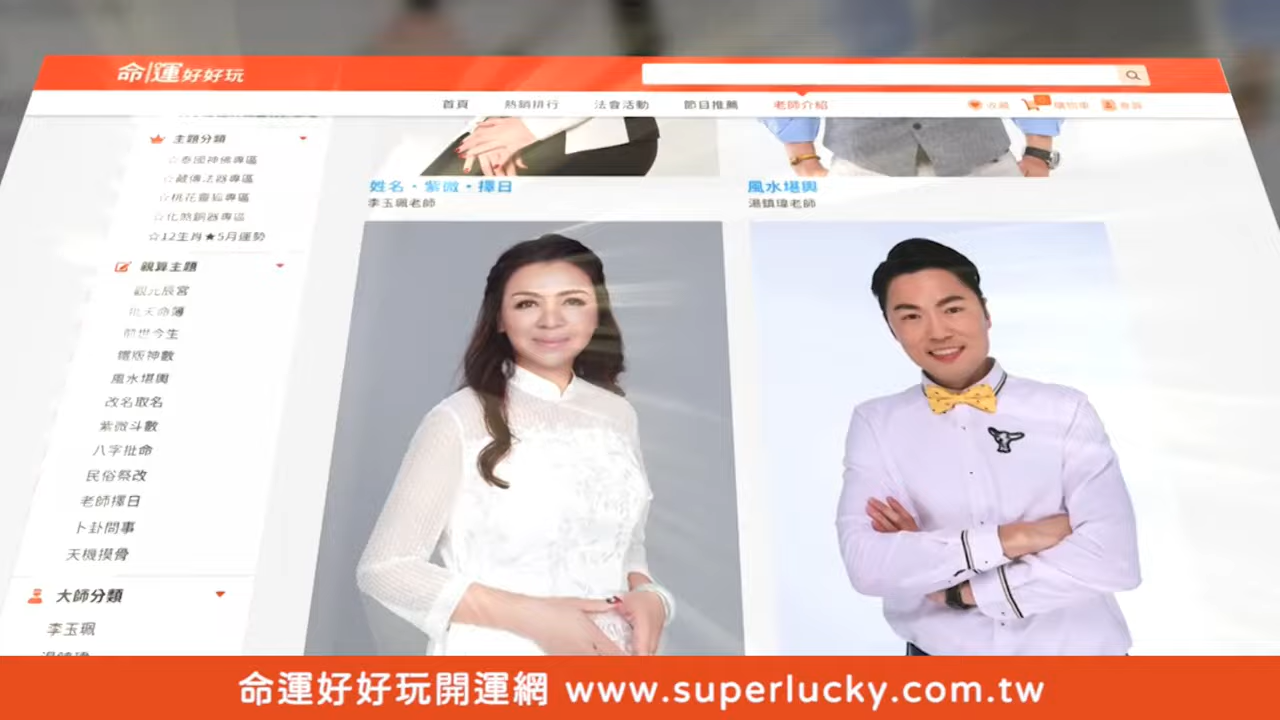 命運好好玩
首頁 熱銷排行 法會活動 節目推薦 老師介紹 收藏 購物車 會員
主題分類
☆泰國神佛專區
☆藏傳法器專區
☆桃花靈狐專區
☆化煞銅器專區
☆12生肖★5月運勢
親算主題
觀元辰宮
批天命簿
前世今生
鐵版神數
風水堪輿
改名取名
紫微斗數
八字批命
民俗祭改
老師擇日
卜卦問事
天機摸骨
大師分類
李玉珮
姓名・紫微・擇日
李玉珮老師
風水堪輿
湯鎮瑋老師
命運好好玩開運網 www.superlucky.com.tw